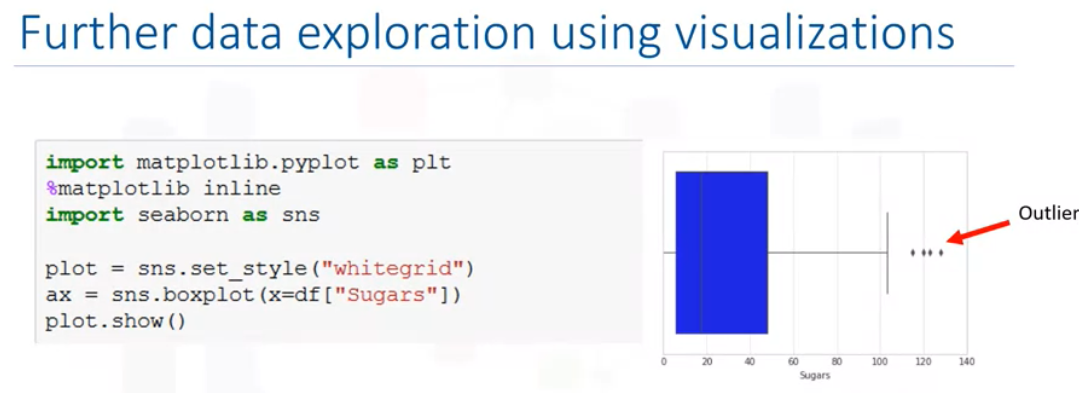 Further data exploration using visualizations
import matplotlib.pyplot as plt
%matplotlib inline
import seaborn as sns
plot = sns.set_style("whitegrid")
ax = sns.boxplot(x=df["Sugars"])
plot.show()
Outlier
0 20 40 60 80 100 120 140
Sugars